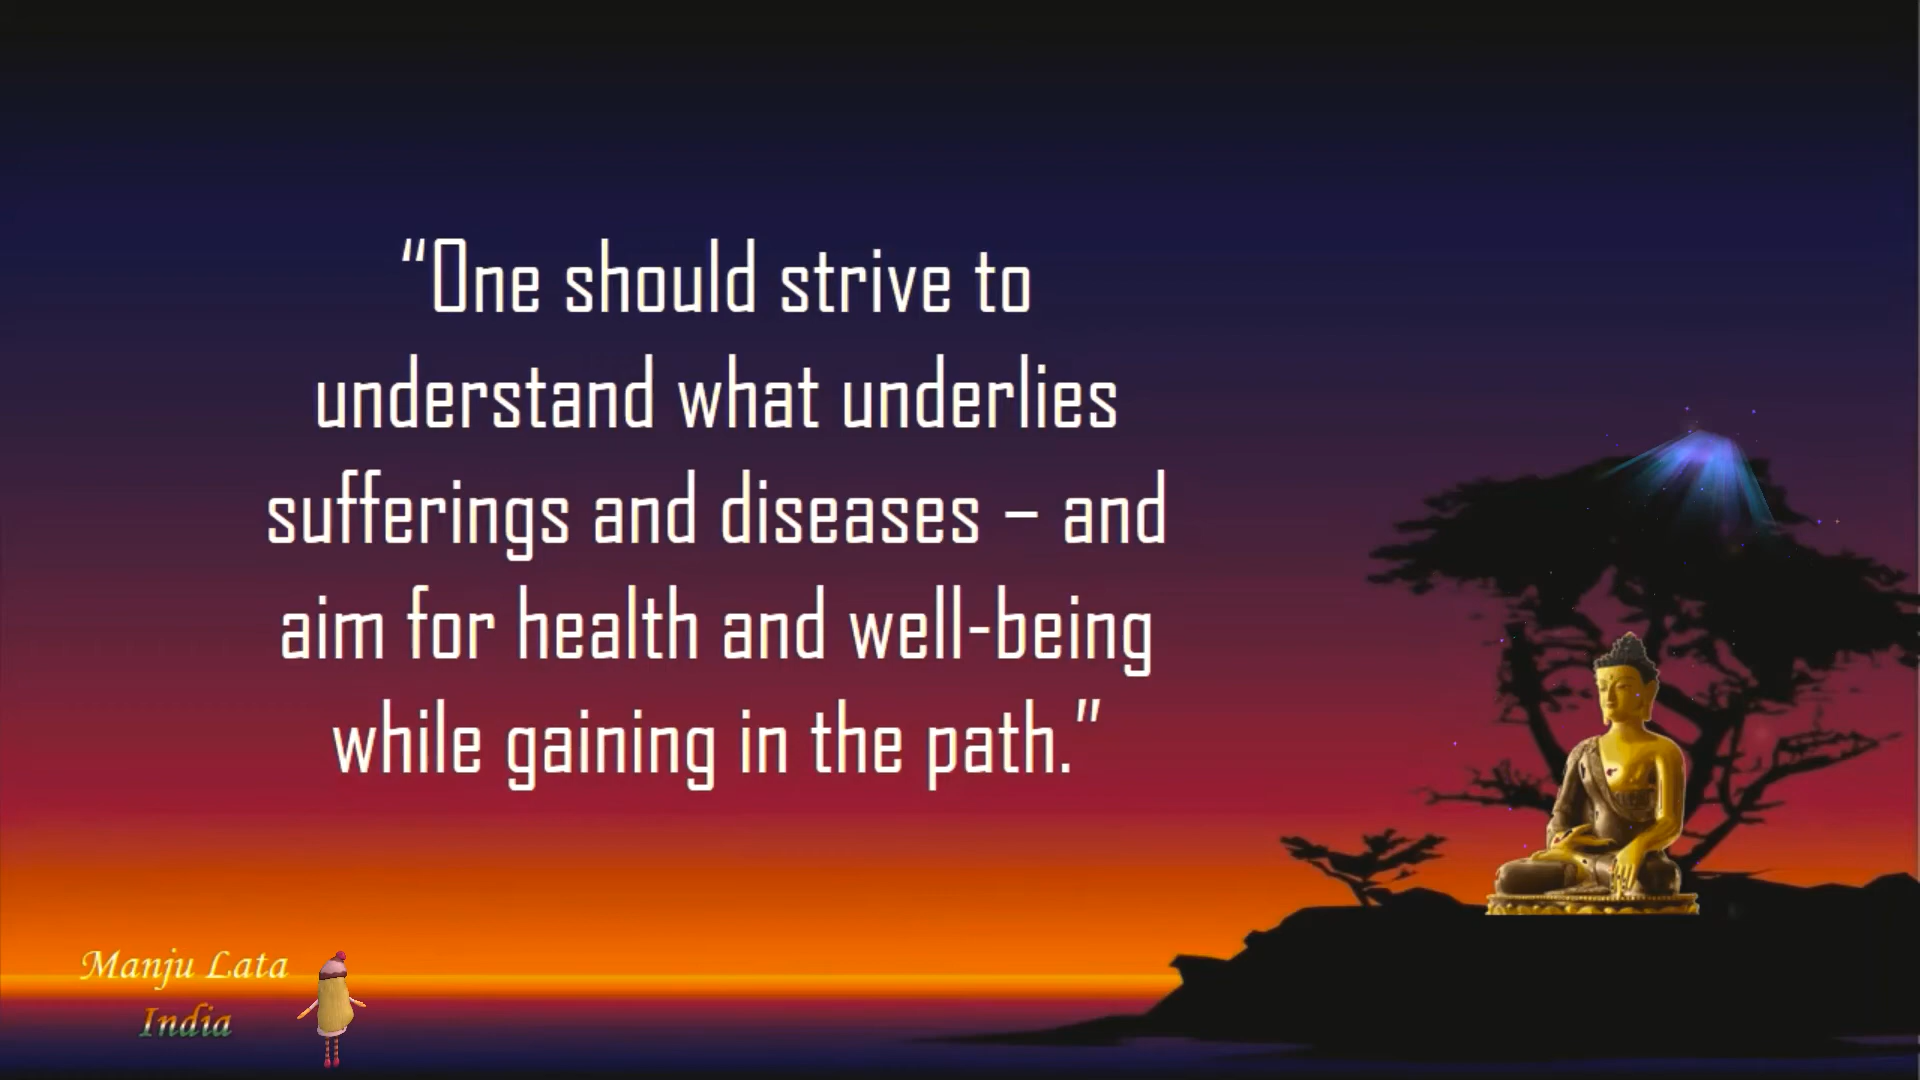 “One should strive to
understand what underlies
sufferings and diseases – and
aim for health and well-being
while gaining in the path.”
Manju Lata
India